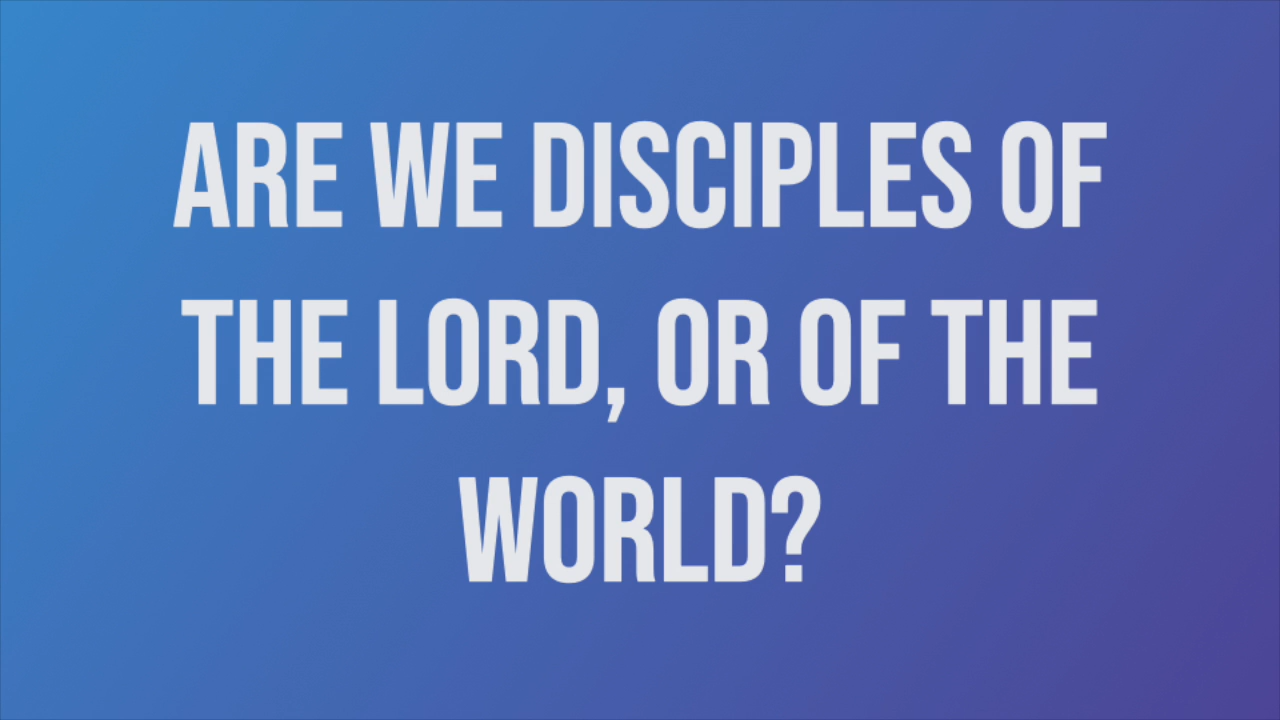 ARE WE DISCIPLES OF
THE LORD, OR OF THE
WORLD?